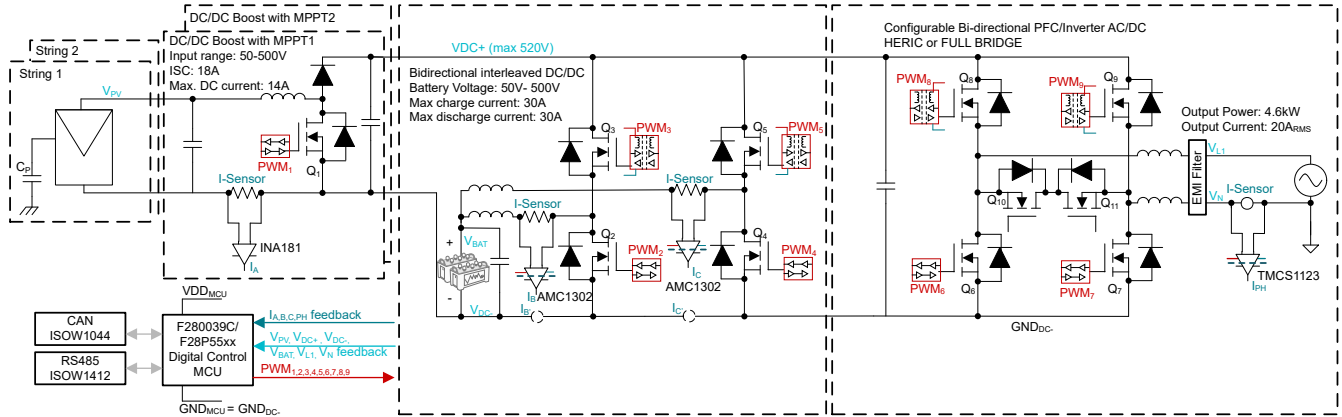 DC/DC Boost with MPPT2
String 2
String 1
DC/DC Boost with MPPT1
Input range: 50-500V
ISC: 18A
Max. DC current: 14A
VPV
CP
PWM1
Q1
I-Sensor
INA181
IA
VDC+ (max 520V)
Bidirectional interleaved DC/DC
Battery Voltage: 50V- 500V
Max charge current: 30A
Max discharge current: 30A
Q3
PWM3
Q5
PWM5
I-Sensor
I-Sensor
Q2
PWM2
Q4
PWM4
+
VBAT
-
IC
AMC1302
IB
AMC1302
VDC-
IB'
IC'
Configurable Bi-directional PFC/Inverter AC/DC
HERIC or FULL BRIDGE
PWM8
Q8
PWM9
Q9
Output Power: 4.6kW
Output Current: 20ARMS
VL1
EMI Filter
VN
I-Sensor
Q10
Q11
PWM6
Q6
PWM7
Q7
TMCS1123
IPH
GNDDC-
VDDMCU
CAN
ISOW1044
RS485
ISOW1412
F280039C/
F28P55xx
Digital Control
MCU
IA,B,C,PH feedback
VPV, VDC+ , VDC-,
VBAT, VL1, VN feedback
PWM1,2,3,4,5,6,7,8,9
GNDMCU = GNDDC-